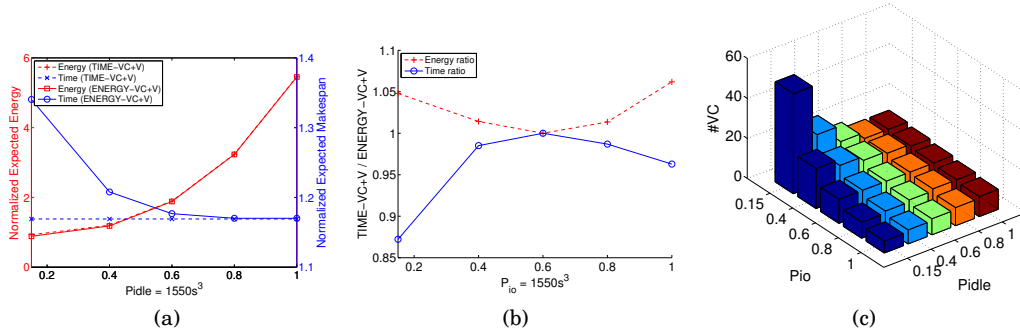 Normalized Expected Energy
6
4
2
0
Energy (TIME−VC+V)
Time (TIME−VC+V)
Energy (ENERGY−VC+V)
Time (ENERGY−VC+V)
1.4
1.3
1.2
1.1
Normalized Expected Makespan
0.2 0.4 0.6 0.8 1
Pidle = 1550s³
(a)
TIME−VC+V / ENERGY−VC+V
1.1
1.05
1
0.95
0.9
0.85
Energy ratio
Time ratio
0.2 0.4 0.6 0.8 1
P_io = 1550s³
(b)
#VC
60
40
20
0
0.15
0.4
0.6
0.8
1
Pio
0.15
0.4
0.6
0.8
1
Pidle
(c)